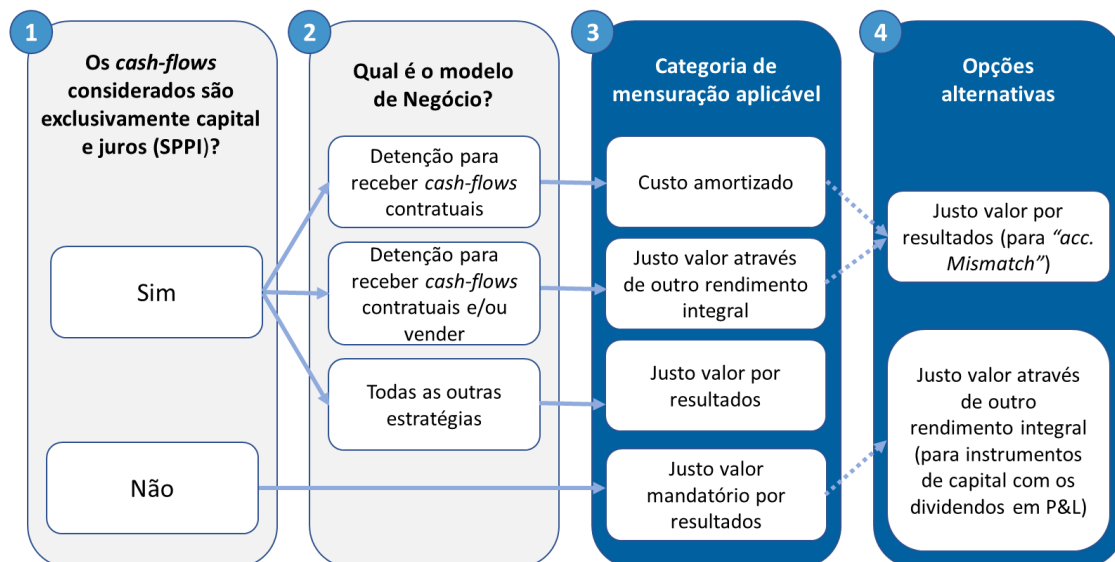 1
Os cash-flows
considerados são
exclusivamente capital
e juros (SPPI)?
Sim
Não
2
Qual é o modelo
de Negócio?
Detenção para
receber cash-flows
contratuais
Detenção para
receber cash-flows
contratuais e/ou
vender
Todas as outras
estratégias
3
Categoria de
mensuração aplicável
Custo amortizado
Justo valor através
de outro rendimento
integral
Justo valor por
resultados
Justo valor
mandatório por
resultados
4
Opções
alternativas
Justo valor por
resultados (para “acc.
Mismatch”)
Justo valor através
de outro
rendimento integral
(para instrumentos
de capital com os
dividendos em P&L)